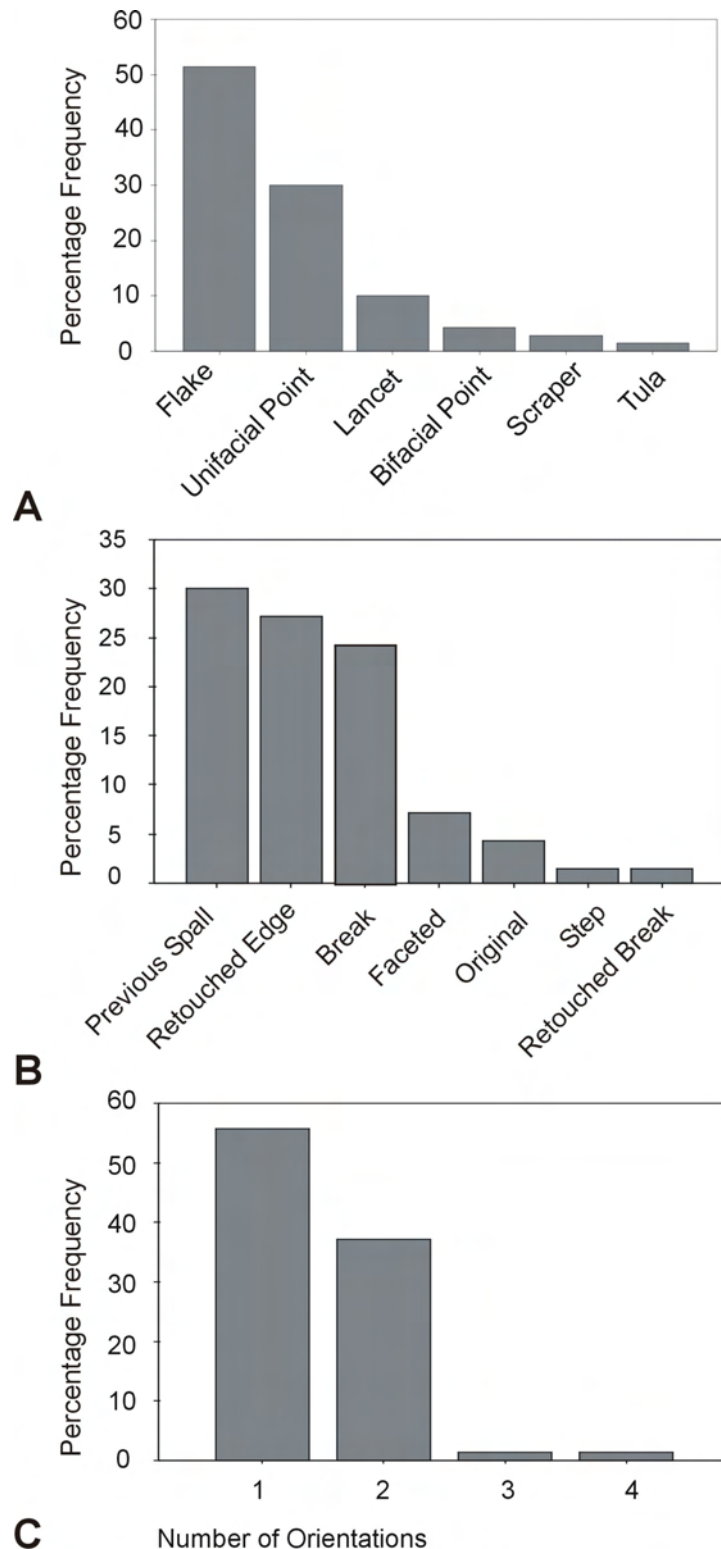 60
50
40
30
20
10
0
Percentage Frequency
Flake
Unifacial Point
Lancet
Bifacial Point
Scraper
Tula
A
35
30
25
20
15
10
5
0
Percentage Frequency
Previous Spall
Retouched Edge
Break
Faceted
Original
Step
Retouched Break
B
60
50
40
30
20
10
0
Percentage Frequency
1 2 3 4
C Number of Orientations